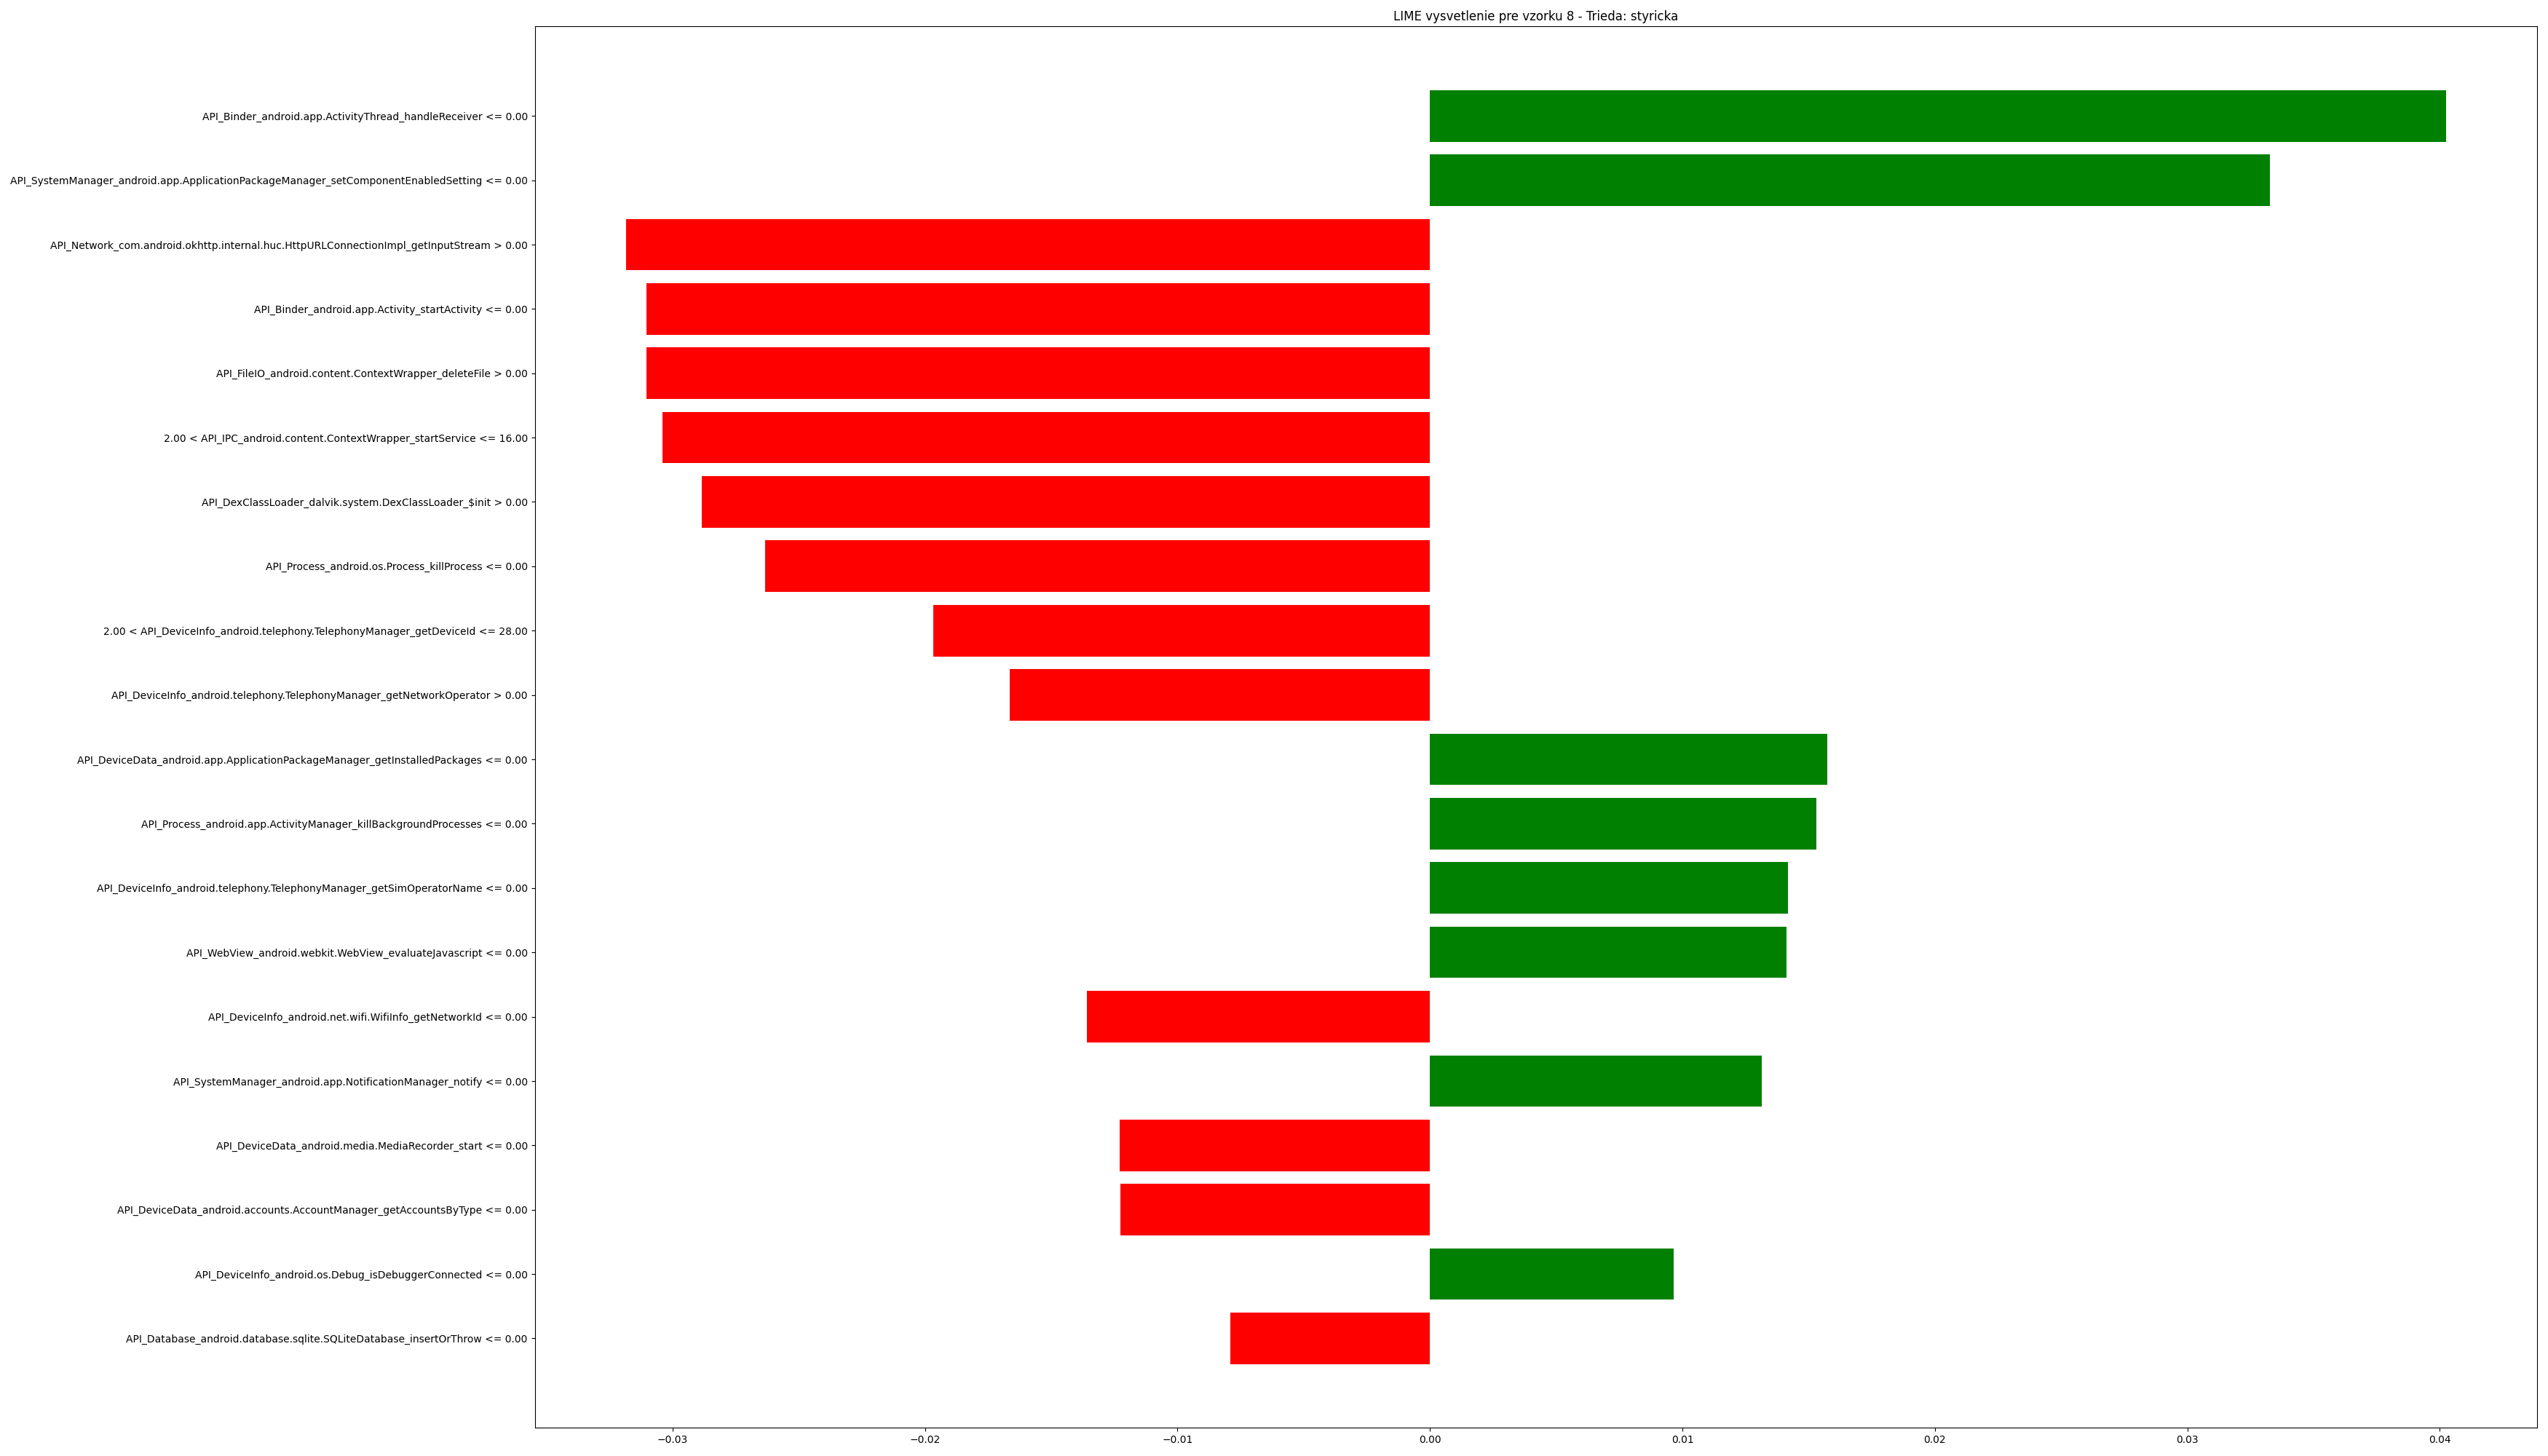 LIME vysvetlenie pre vzorku 8 - Trieda: styricka
API_Binder_android.app.ActivityThread_handleReceiver <= 0.00
API_SystemManager_android.app.ApplicationPackageManager_setComponentEnabledSetting <= 0.00
API_Network_com.android.okhttp.internal.huc.HttpURLConnectionImpl_getInputStream > 0.00
API_Binder_android.app.Activity_startActivity <= 0.00
API_FileIO_android.content.ContextWrapper_deleteFile > 0.00
2.00 < API_IPC_android.content.ContextWrapper_startService <= 16.00
API_DexClassLoader_dalvik.system.DexClassLoader_$init > 0.00
API_Process_android.os.Process_killProcess <= 0.00
2.00 < API_DeviceInfo_android.telephony.TelephonyManager_getDeviceId <= 28.00
API_DeviceInfo_android.telephony.TelephonyManager_getNetworkOperator > 0.00
API_DeviceData_android.app.ApplicationPackageManager_getInstalledPackages <= 0.00
API_Process_android.app.ActivityManager_killBackgroundProcesses <= 0.00
API_DeviceInfo_android.telephony.TelephonyManager_getSimOperatorName <= 0.00
API_WebView_android.webkit.WebView_evaluateJavascript <= 0.00
API_DeviceInfo_android.net.wifi.WifiInfo_getNetworkId <= 0.00
API_SystemManager_android.app.NotificationManager_notify <= 0.00
API_DeviceData_android.media.MediaRecorder_start <= 0.00
API_DeviceData_android.accounts.AccountManager_getAccountsByType <= 0.00
API_DeviceInfo_android.os.Debug_isDebuggerConnected <= 0.00
API_Database_android.database.sqlite.SQLiteDatabase_insertOrThrow <= 0.00
−0.03 −0.02 −0.01 0.00 0.01 0.02 0.03 0.04